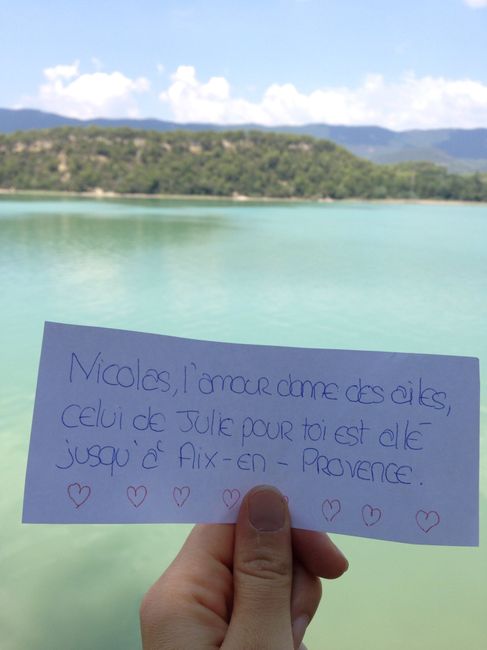 Nicolas, l'amour donne des ailes,
celui de Julie pour toi est allé
jusqu'à Aix-en-Provence.